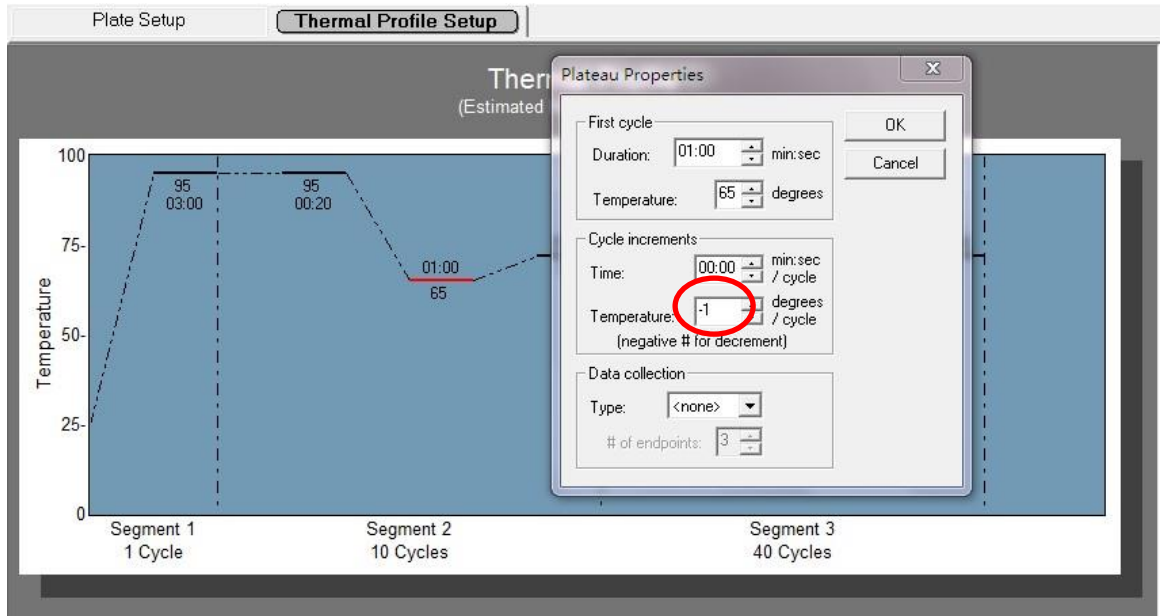 Plate Setup
Thermal Profile Setup
Ther
(Estimated
Plateau Properties
First cycle
Duration: 01:00 min:sec
Temperature: 65 degrees
Cycle increments
Time: 00:00 min:sec / cycle
Temperature: -1 degrees / cycle
(negative # for decrement)
Data collection
Type: <none>
# of endpoints: 3
OK
Cancel
Temperature
100
75-
50-
25-
0
95
03:00
95
00:20
01:00
65
Segment 1
1 Cycle
Segment 2
10 Cycles
Segment 3
40 Cycles